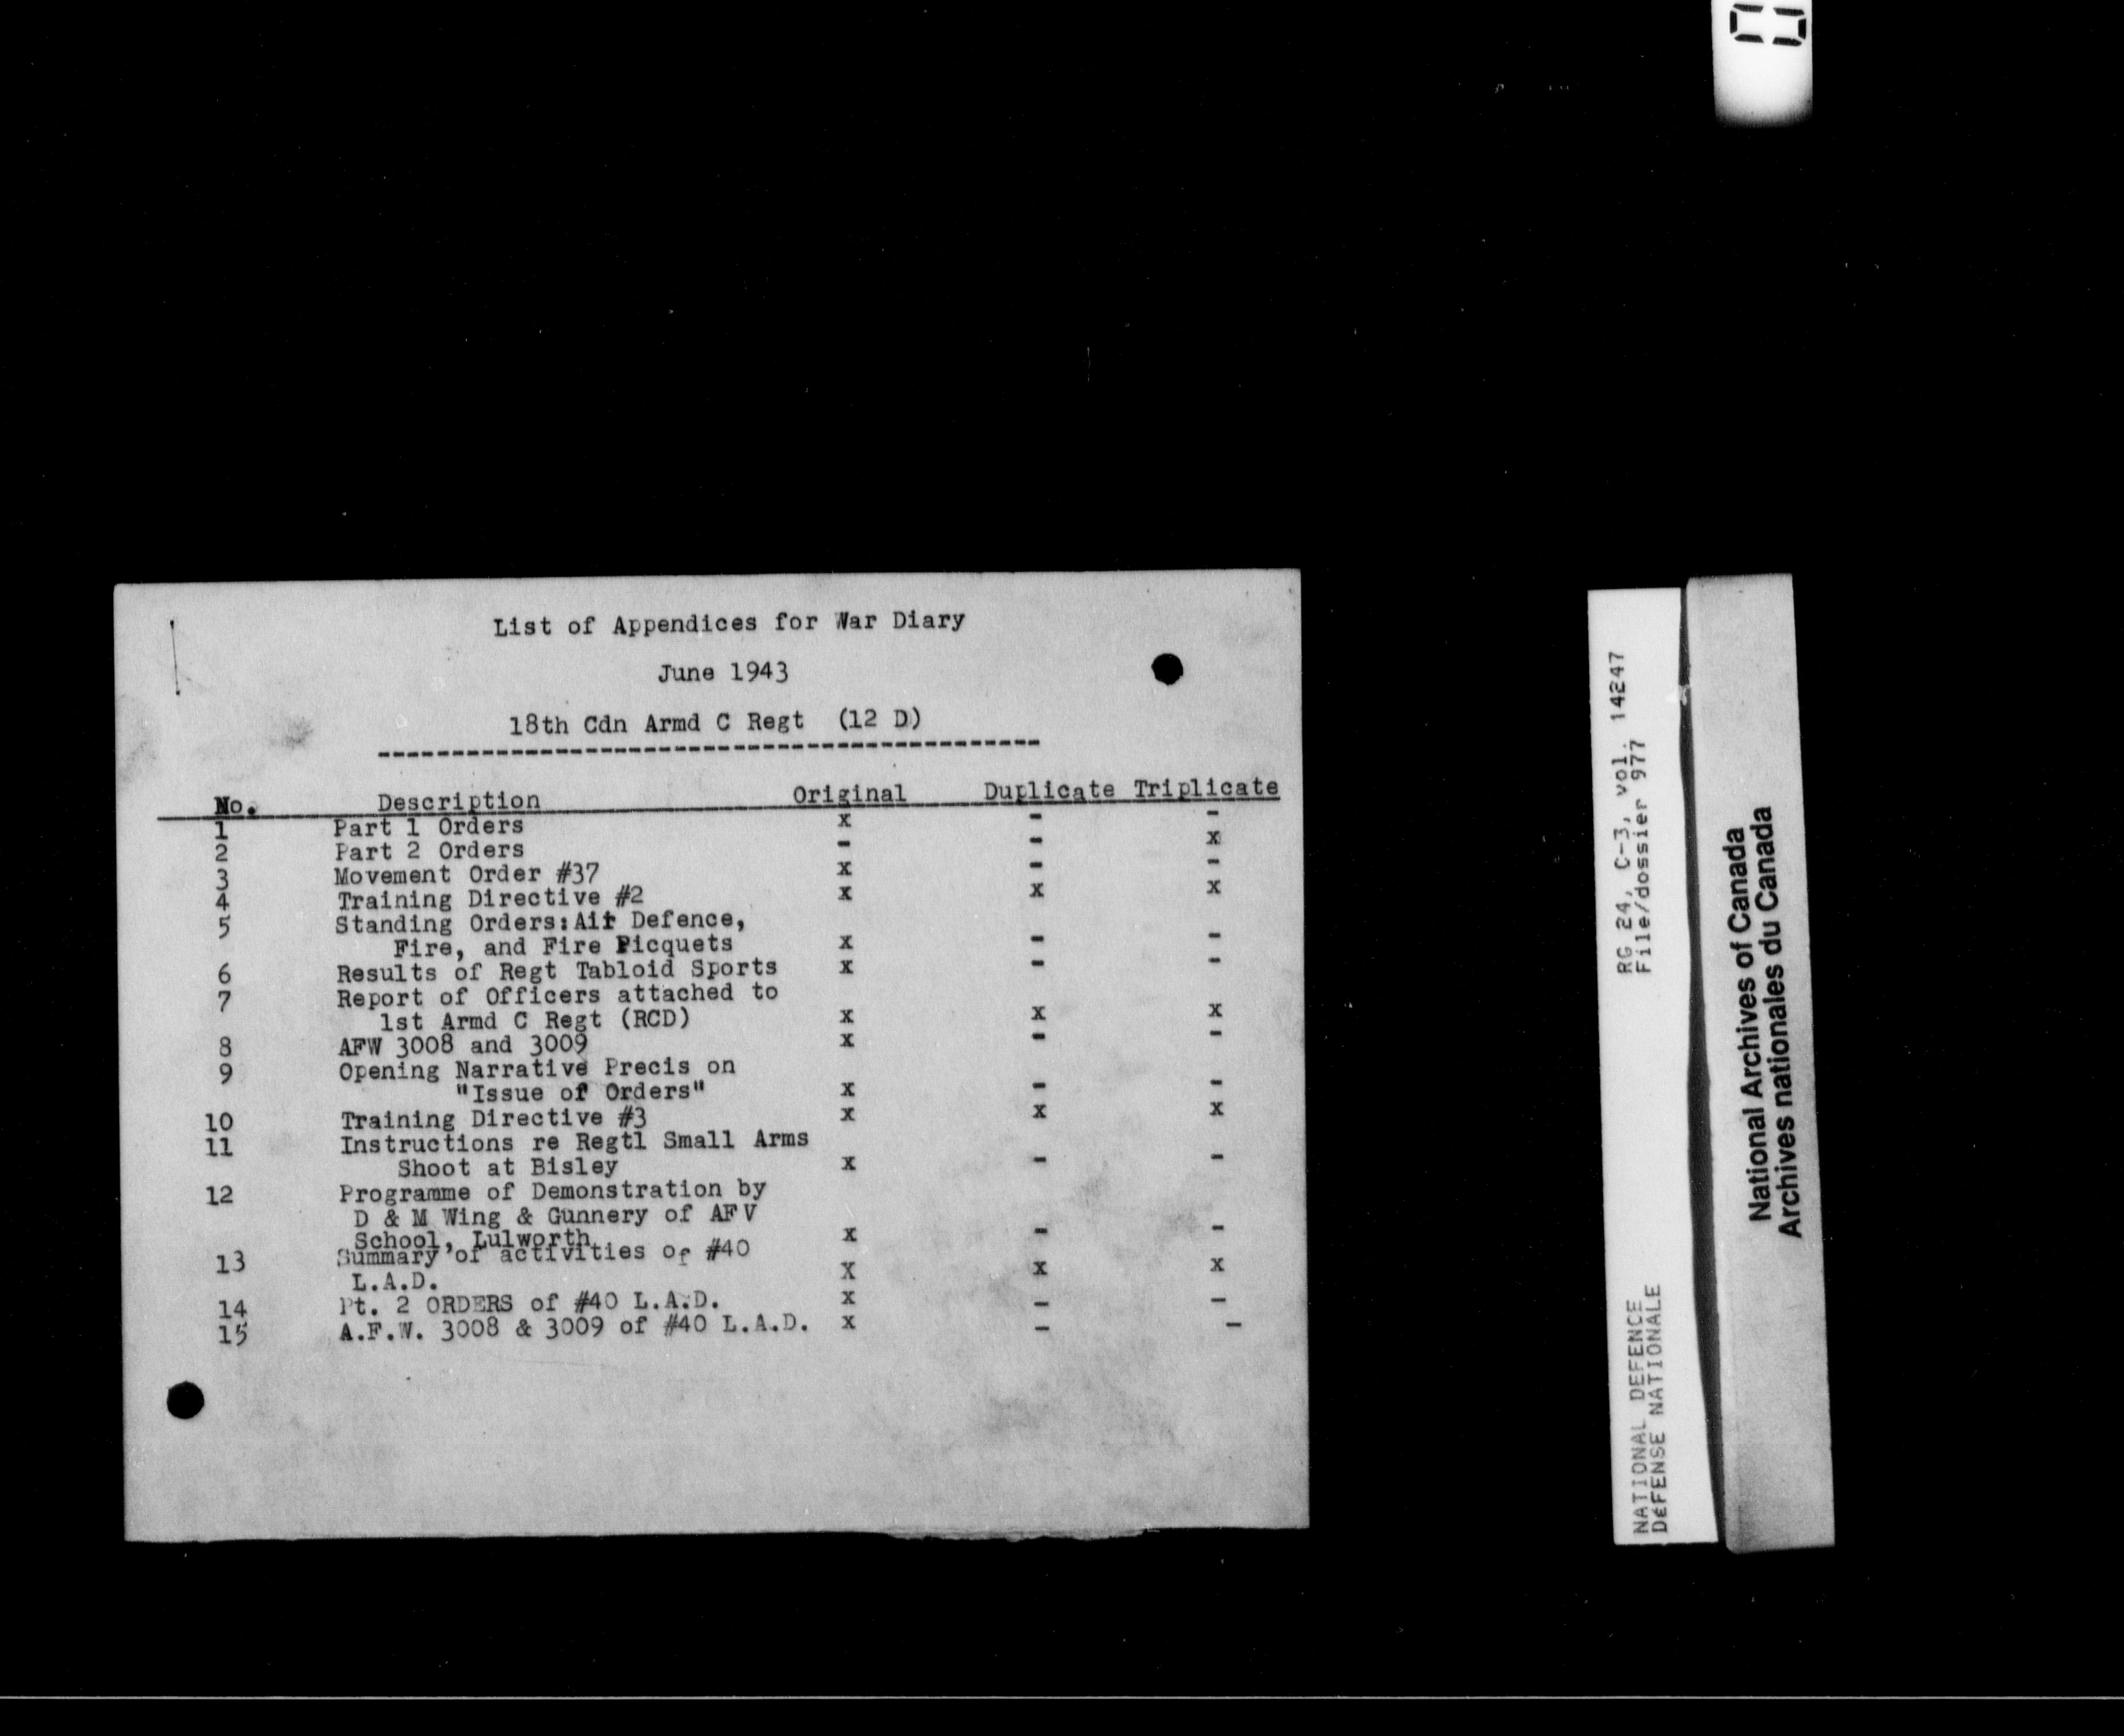 List of Appendices for War Diary
June 1943
18th Cdn Armd C Regt (12 D)
--------------------------------------------
No. Description Original Duplicate Triplicate
1 Part 1 Orders x - -
2 Part 2 Orders - - x
3 Movement Order #37 x - -
4 Training Directive #2 x x x
5 Standing Orders:Air Defence,
Fire, and Fire Picquets x - -
6 Results of Regt Tabloid Sports x - -
7 Report of Officers attached to
1st Armd C Regt (RCD) x x x
8 AFW 3008 and 3009 x - -
9 Opening Narrative Precis on
"Issue of Orders" x - -
10 Training Directive #3 x x x
11 Instructions re Regtl Small Arms
Shoot at Bisley x - -
12 Programme of Demonstration by
D & M Wing & Gunnery of AFV
School, Lulworth x - -
13 Summary of activities of #40
L.A.D. X x x
14 Pt. 2 ORDERS of #40 L.A.D. x - -
15 A.F.W. 3008 & 3009 of #40 L.A.D. x - -
RG 24, C-3, vol. 14247
File/dossier 977
NATIONAL DEFENCE
DéFENSE NATIONALE
National Archives of Canada
Archives nationales du Canada